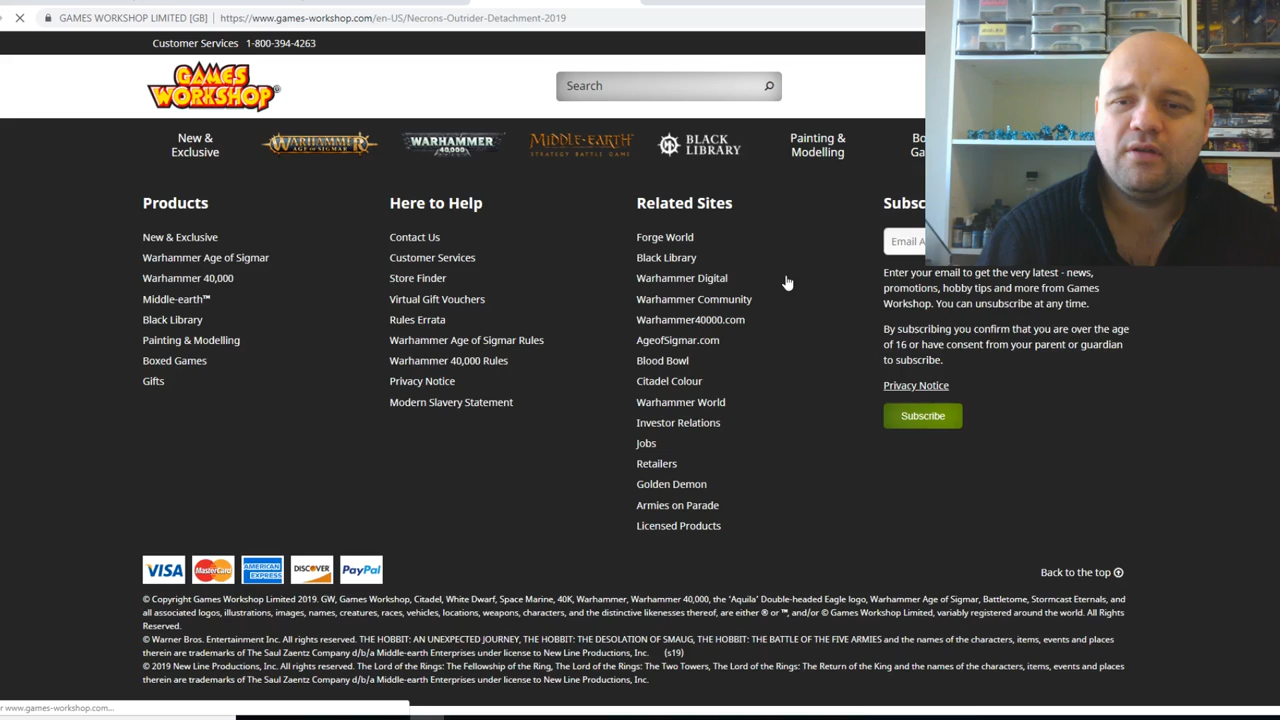 GAMES WORKSHOP LIMITED [GB] https://www.games-workshop.com/en-US/Necrons-Outrider-Detachment-2019
Customer Services 1-800-394-4263
GAMES WORKSHOP
Search
New & Exclusive
WARHAMMER AGE OF SIGMAR
WARHAMMER 40,000
MIDDLE-EARTH STRATEGY BATTLE GAME
BLACK LIBRARY
Painting & Modelling
Products
New & Exclusive
Warhammer Age of Sigmar
Warhammer 40,000
Middle-earth™
Black Library
Painting & Modelling
Boxed Games
Gifts
Here to Help
Contact Us
Customer Services
Store Finder
Virtual Gift Vouchers
Rules Errata
Warhammer Age of Sigmar Rules
Warhammer 40,000 Rules
Privacy Notice
Modern Slavery Statement
Related Sites
Forge World
Black Library
Warhammer Digital
Warhammer Community
Warhammer40000.com
AgeofSigmar.com
Blood Bowl
Citadel Colour
Warhammer World
Investor Relations
Jobs
Retailers
Golden Demon
Armies on Parade
Licensed Products
Subsc
Email A
Enter your email to get the very latest - news,
promotions, hobby tips and more from Games
Workshop. You can unsubscribe at any time.
By subscribing you confirm that you are over the age
of 16 or have consent from your parent or guardian
to subscribe.
Privacy Notice
Subscribe
VISA MasterCard AMERICAN EXPRESS DISCOVER PayPal
Back to the top
© Copyright Games Workshop Limited 2019. GW, Games Workshop, Citadel, White Dwarf, Space Marine, 40K, Warhammer, Warhammer 40,000, the 'Aquila' Double-headed Eagle logo, Warhammer Age of Sigmar, Battletome, Stormcast Eternals, and
all associated logos, illustrations, images, names, creatures, races, vehicles, locations, weapons, characters, and the distinctive likenesses thereof, are either ® or ™, and/or © Games Workshop Limited, variably registered around the world. All Rights
Reserved.
© Warner Bros. Entertainment Inc. All rights reserved. THE HOBBIT: AN UNEXPECTED JOURNEY, THE HOBBIT: THE DESOLATION OF SMAUG, THE HOBBIT: THE BATTLE OF THE FIVE ARMIES and the names of the characters, items, events and places
therein are trademarks of The Saul Zaentz Company d/b/a Middle-earth Enterprises under license to New Line Productions, Inc. (s19)
© 2019 New Line Productions, Inc. All rights reserved. The Lord of the Rings: The Fellowship of the Ring, The Lord of the Rings: The Two Towers, The Lord of the Rings: The Return of the King and the names of the characters, items, events and places
therein are trademarks of The Saul Zaentz Company d/b/a Middle-earth Enterprises under license to New Line Productions, Inc.
www.games-workshop.com...